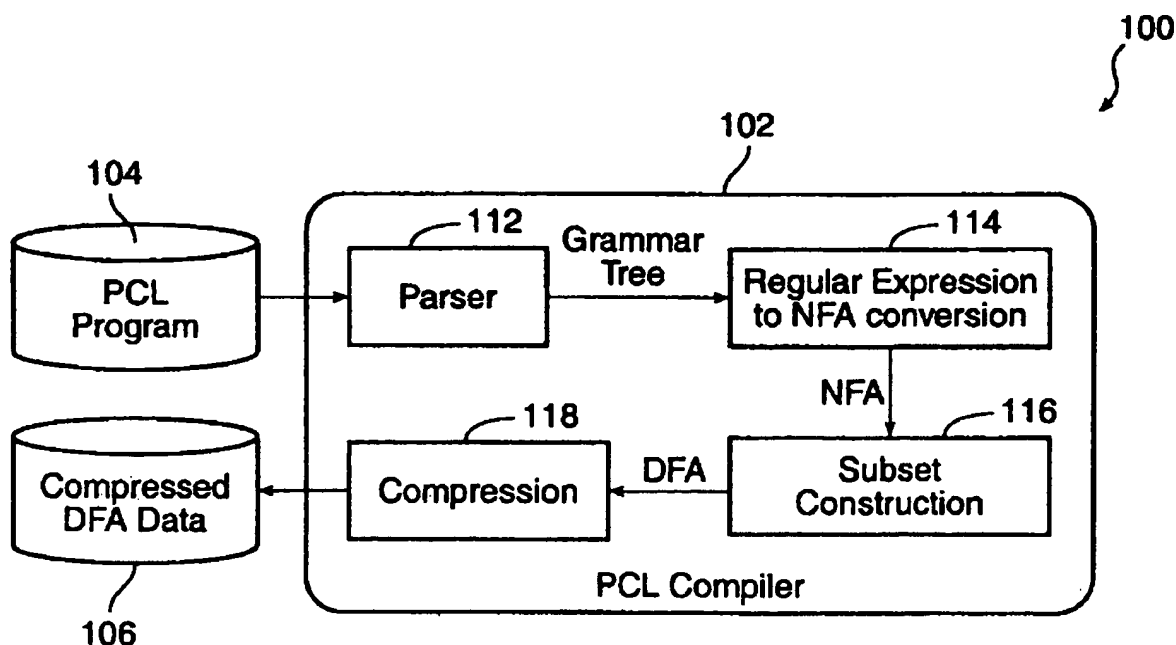 100
102
104
112
Grammar
Tree
114
PCL
Program
Parser
Regular Expression
to NFA conversion
NFA
116
118
DFA
Compressed
DFA Data
Compression
Subset
Construction
PCL Compiler
106